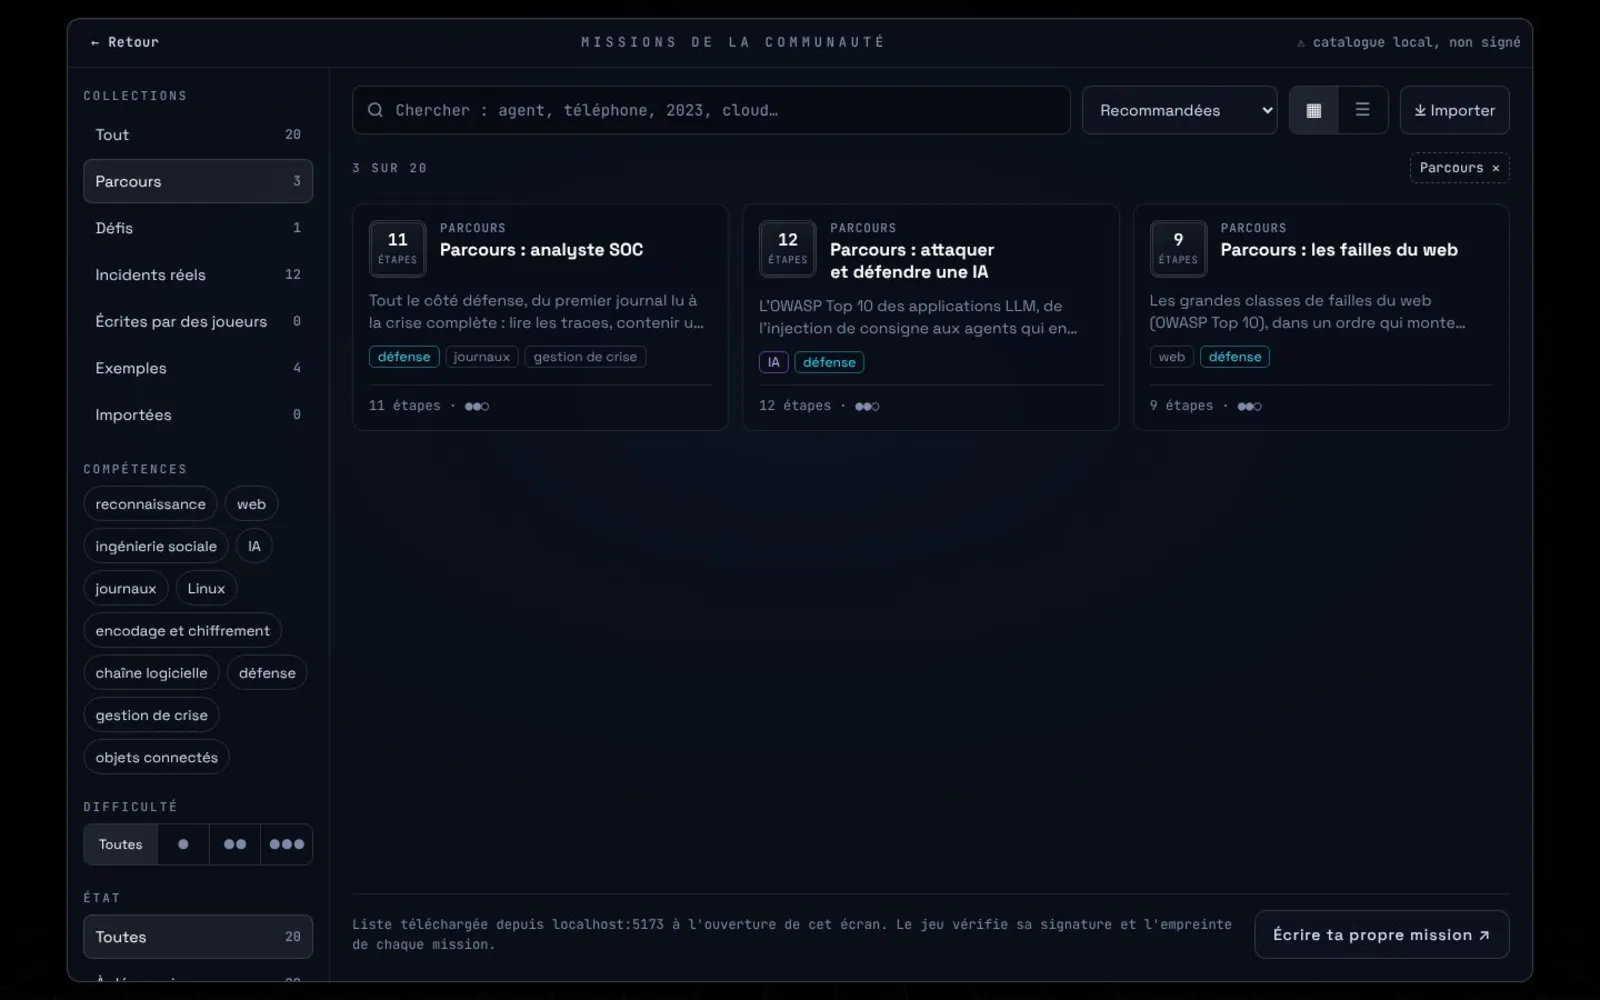 ← Retour
MISSIONS DE LA COMMUNAUTÉ
⚠ catalogue local, non signé
COLLECTIONS
Tout 20
Parcours 3
Défis 1
Incidents réels 12
Écrites par des joueurs 0
Exemples 4
Importées 0
COMPÉTENCES
reconnaissance web
ingénierie sociale IA
journaux Linux
encodage et chiffrement
chaîne logicielle défense
gestion de crise
objets connectés
DIFFICULTÉ
Toutes
ÉTAT
Toutes 20
Chercher : agent, téléphone, 2023, cloud…
Recommandées
Importer
3 SUR 20
Parcours ×
11
ÉTAPES
PARCOURS
Parcours : analyste SOC
Tout le côté défense, du premier journal lu à
la crise complète : lire les traces, contenir u…
défense journaux gestion de crise
11 étapes ·
12
ÉTAPES
PARCOURS
Parcours : attaquer
et défendre une IA
L'OWASP Top 10 des applications LLM, de
l'injection de consigne aux agents qui en…
IA défense
12 étapes ·
9
ÉTAPES
PARCOURS
Parcours : les failles du web
Les grandes classes de failles du web
(OWASP Top 10), dans un ordre qui monte…
web défense
9 étapes ·
Liste téléchargée depuis localhost:5173 à l'ouverture de cet écran. Le jeu vérifie sa signature et l'empreinte
de chaque mission.
Écrire ta propre mission ↗